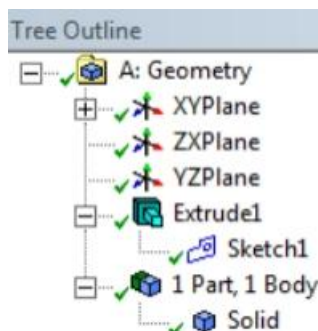 Tree Outline
A: Geometry
XYPlane
ZXPlane
YZPlane
Extrude1
Sketch1
1 Part, 1 Body
Solid